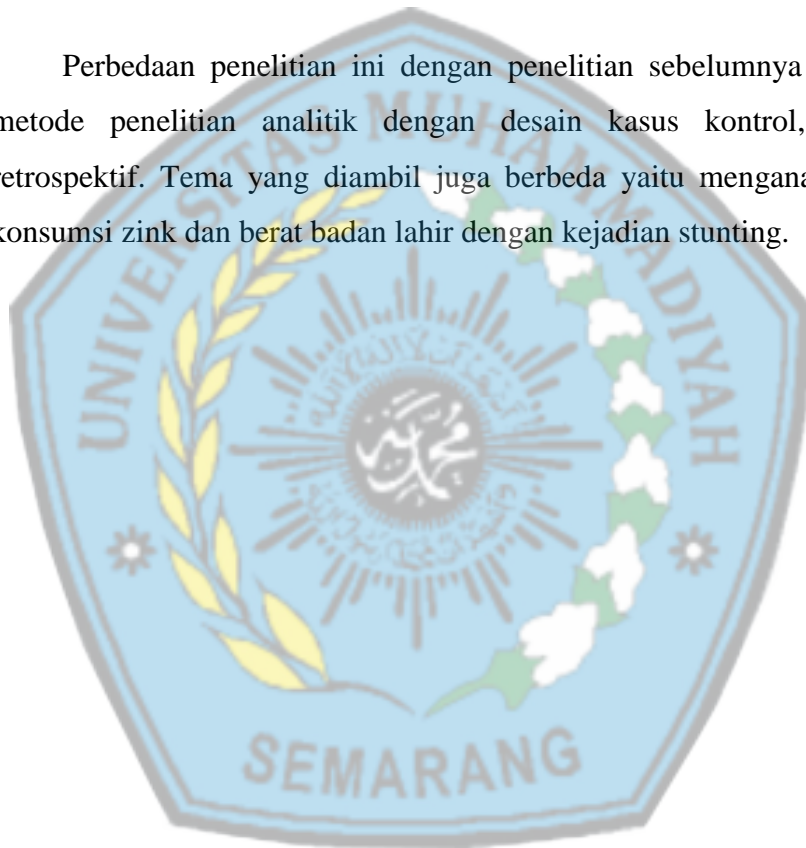 Perbedaan penelitian ini dengan penelitian sebelumnya
metode penelitian analitik dengan desain kasus kontrol,
retrospektif. Tema yang diambil juga berbeda yaitu mengana
konsumsi zink dan berat badan lahir dengan kejadian stunting.
UNIVERSITAS MUHAMMADIYAH
SEMARANG